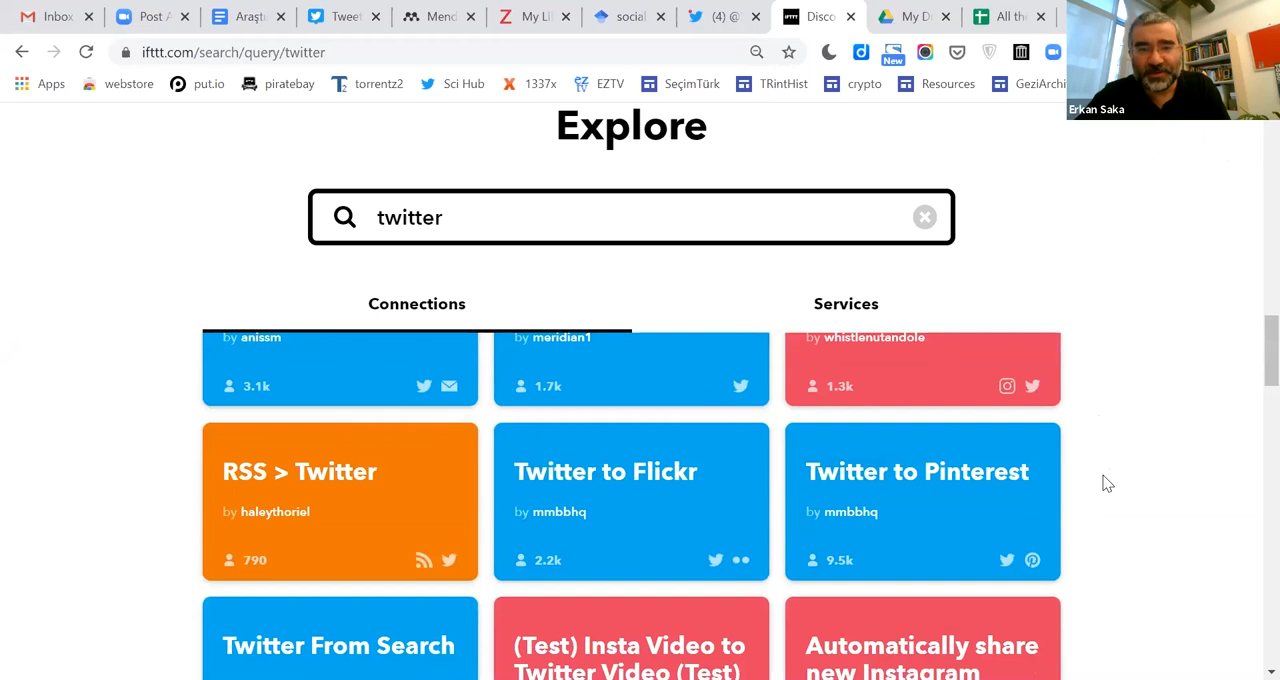 Inbox
Post A
Araşt
Tweet
Mend
My Li
social
(4) @
Disco
My D
All the
ifttt.com/search/query/twitter
New
Apps
webstore
put.io
piratebay
torrentz2
Sci Hub
1337x
EZTV
SeçimTürk
TRintHist
crypto
Resources
GeziArchi
Erkan Saka
Explore
twitter
Connections
Services
by anissm
by meridian1
by whistlenutandole
3.1k
1.7k
1.3k
RSS > Twitter
Twitter to Flickr
Twitter to Pinterest
by haleythoriel
by mmbbhq
by mmbbhq
790
2.2k
9.5k
Twitter From Search
(Test) Insta Video to
Twitter Video (Test)
Automatically share
new Instagram